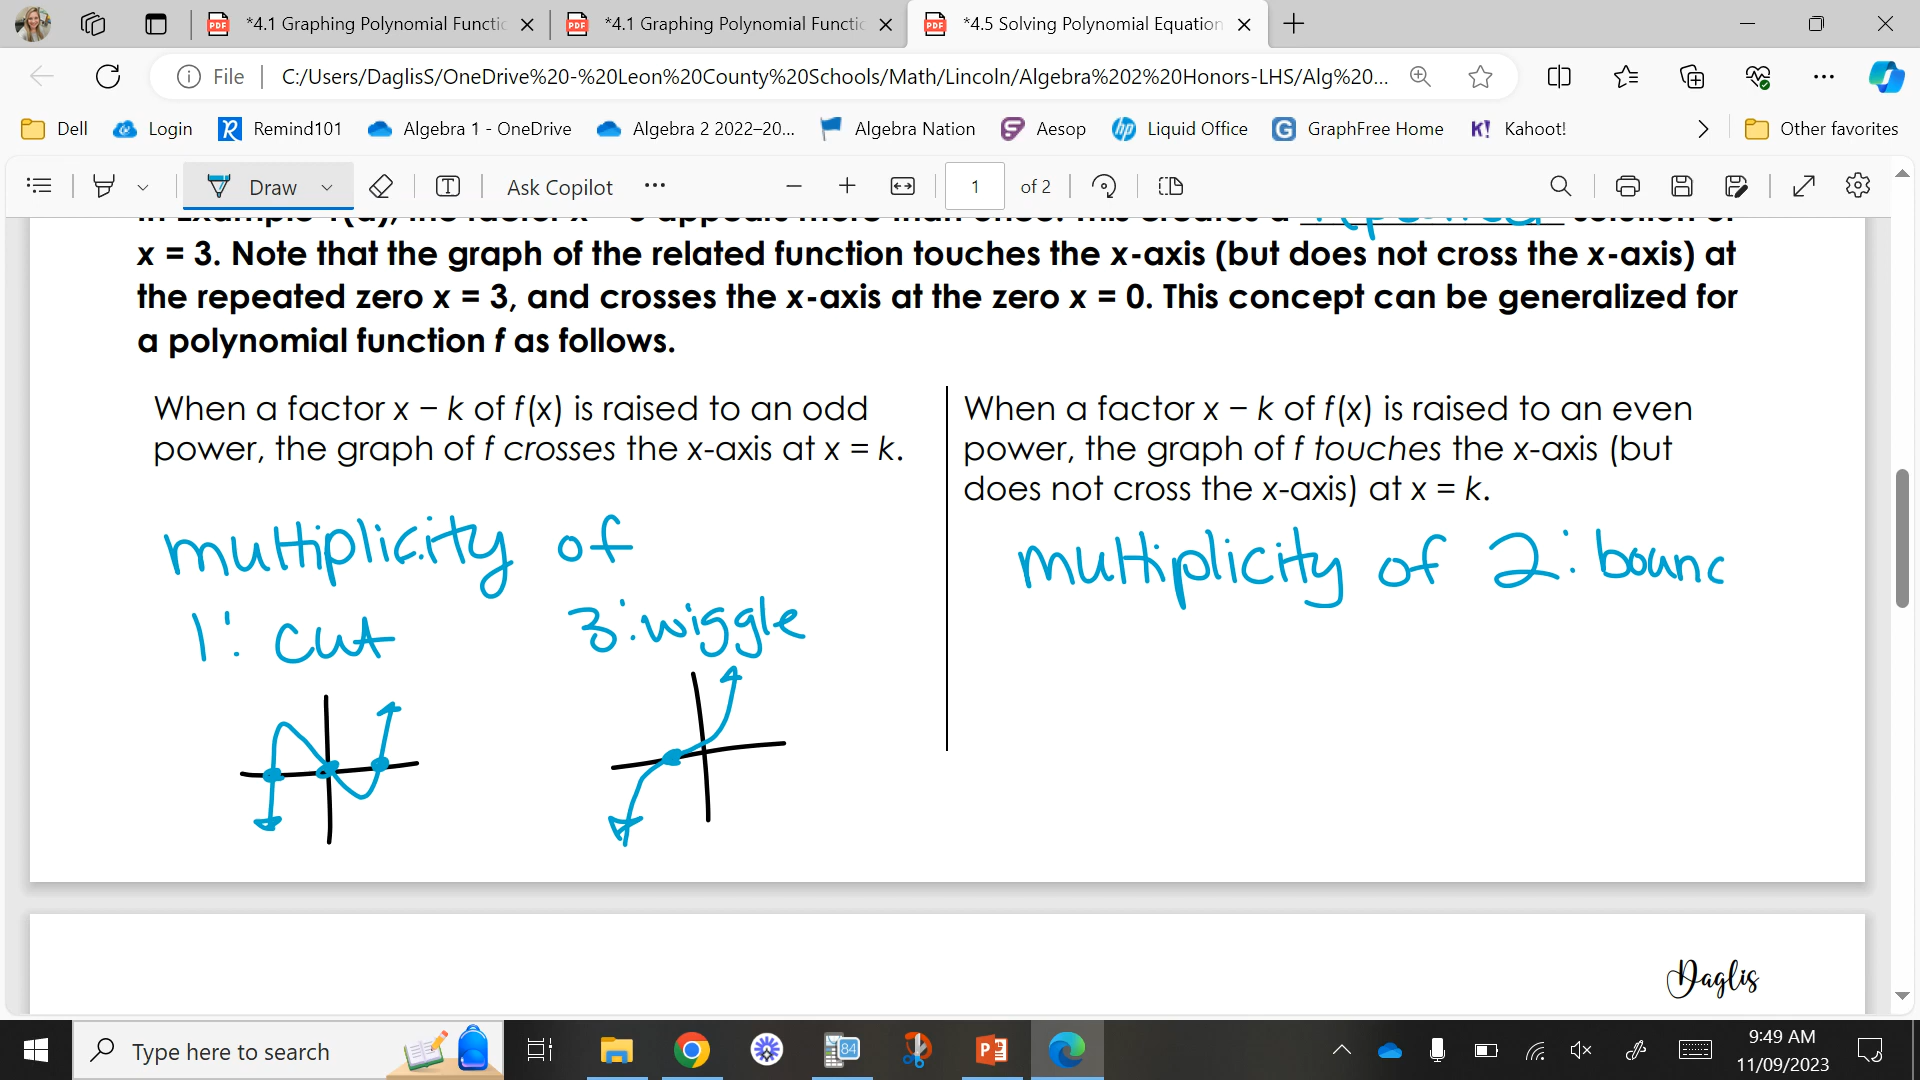 *4.1 Graphing Polynomial Functic
*4.1 Graphing Polynomial Functic
*4.5 Solving Polynomial Equation
File
C:/Users/DaglisS/OneDrive%20-%20Leon%20County%20Schools/Math/Lincoln/Algebra%202%20Honors-LHS/Alg%20...
Dell Login Remind101 Algebra 1 - OneDrive Algebra 2 2022–20... Algebra Nation Aesop Liquid Office GraphFree Home Kahoot! Other favorites
Draw Ask Copilot 1 of 2
x = 3. Note that the graph of the related function touches the x-axis (but does not cross the x-axis) at
the repeated zero x = 3, and crosses the x-axis at the zero x = 0. This concept can be generalized for
a polynomial function f as follows.
When a factor x − k of f(x) is raised to an odd
power, the graph of f crosses the x-axis at x = k.
multiplicity of
1: cut 3: wiggle
When a factor x − k of f(x) is raised to an even
power, the graph of f touches the x-axis (but
does not cross the x-axis) at x = k.
multiplicity of 2: bounc
Daglis
Type here to search
84
9:49 AM
11/09/2023